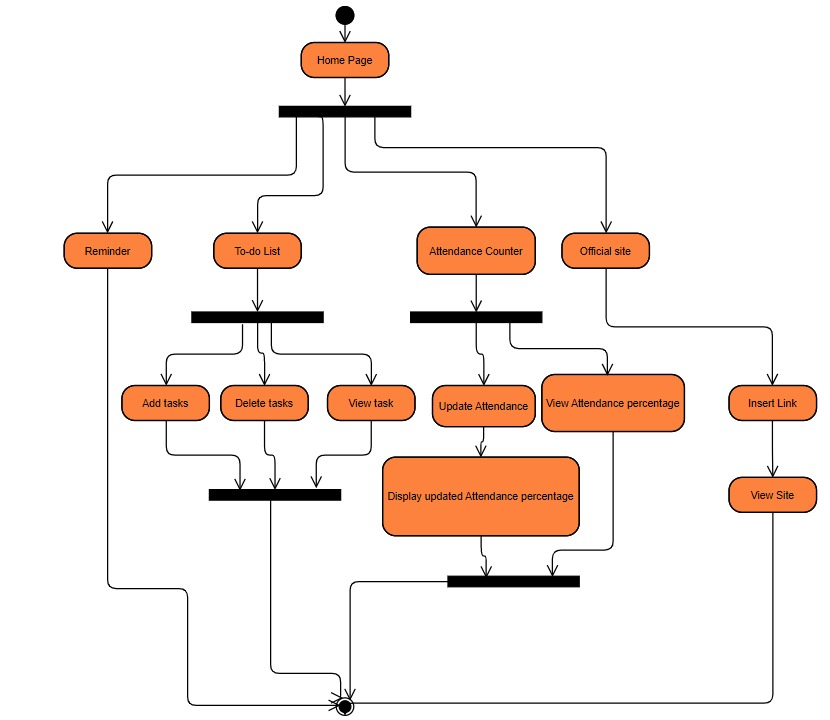 Home Page
Reminder
To-do List
Attendance Counter
Official site
Add tasks
Delete tasks
View task
Update Attendance
View Attendance percentage
Insert Link
Display updated Attendance percentage
View Site